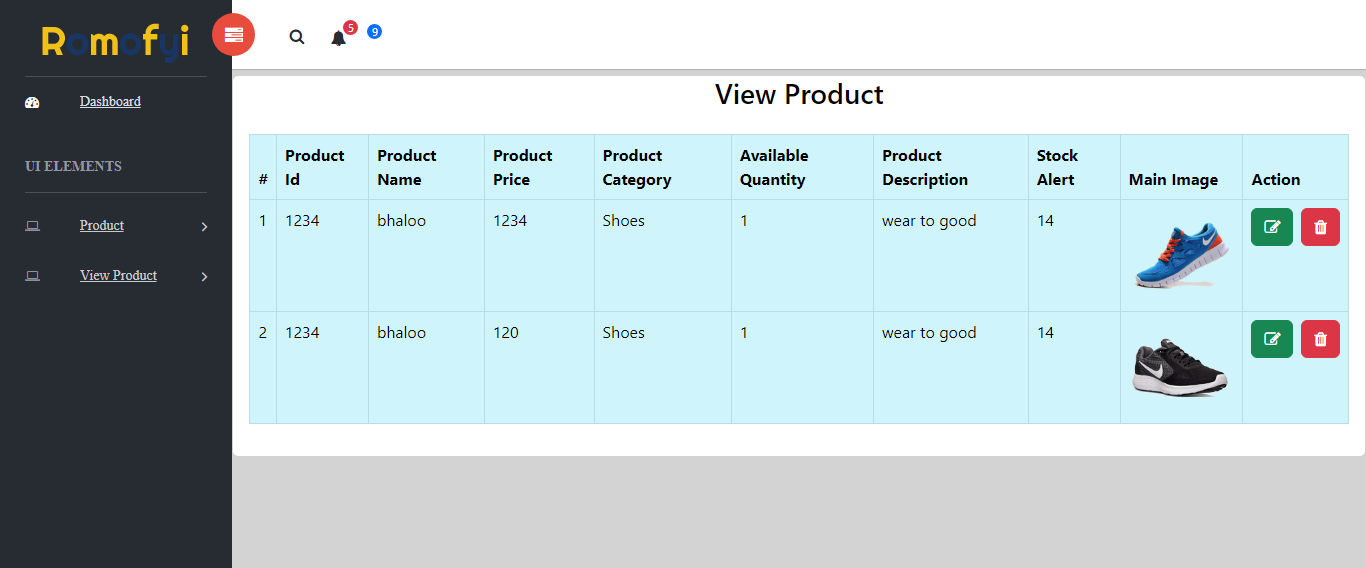 Romofyi
5
9
Dashboard
UI ELEMENTS
Product
View Product
View Product
# Product Id Product Name Product Price Product Category Available Quantity Product Description Stock Alert Main Image Action
1 1234 bhaloo 1234 Shoes 1 wear to good 14
2 1234 bhaloo 120 Shoes 1 wear to good 14